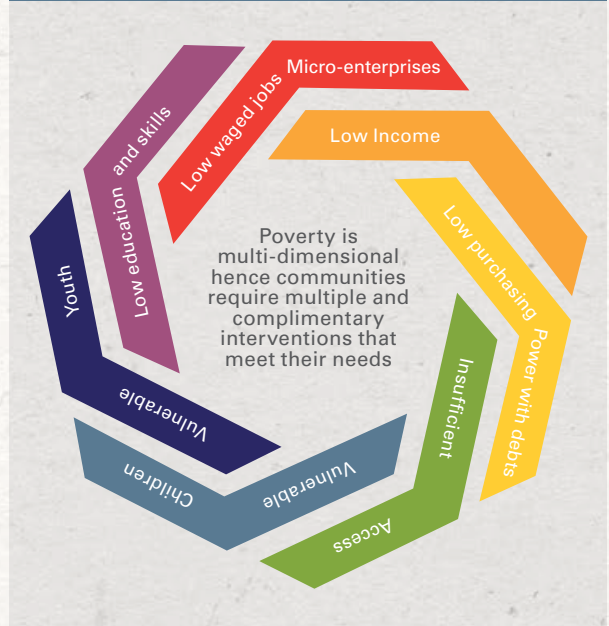 Micro-enterprises
Low waged jobs
Low Income
Low purchasing
Power with debts
Insufficient
Access
Vulnerable
Children
Vulnerable
Youth
Low education
and skills
Poverty is
multi-dimensional
hence communities
require multiple and
complimentary
interventions that
meet their needs